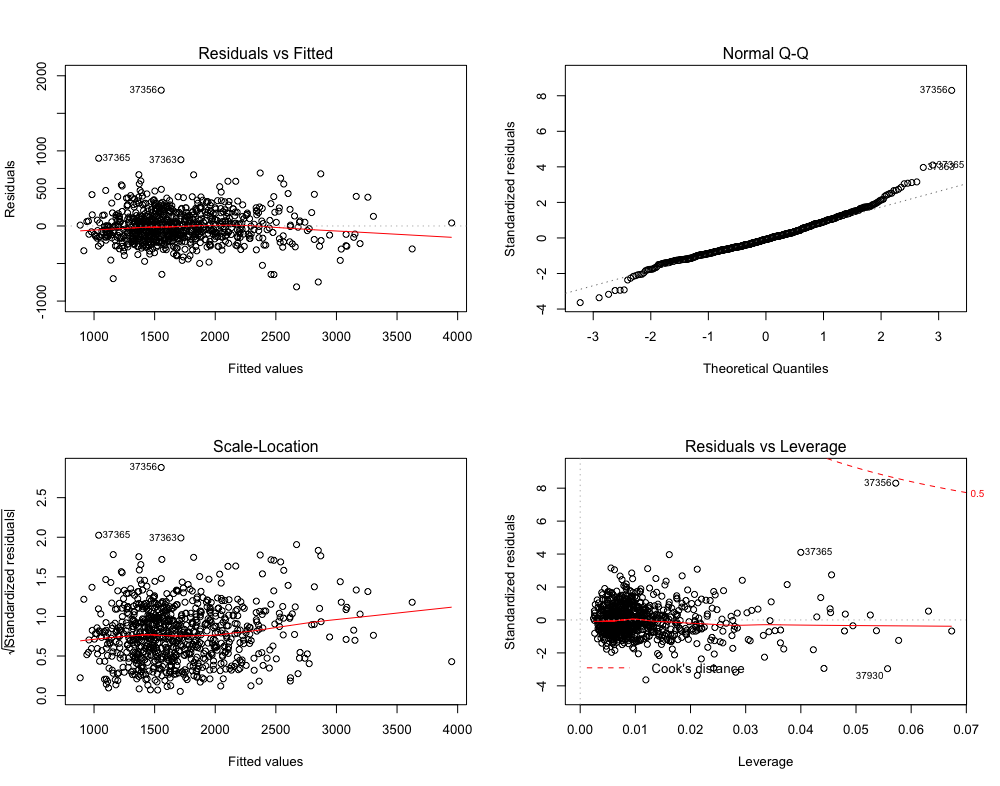 Residuals vs Fitted
Residuals
2000
1000
500
0
-1000
37356
37365
37363
1000 1500 2000 2500 3000 3500 4000
Fitted values
Normal Q-Q
Standardized residuals
8
6
4
2
0
-2
-4
37356
37365
37363
-3 -2 -1 0 1 2 3
Theoretical Quantiles
Scale-Location
√|Standardized residuals|
2.5
2.0
1.5
1.0
0.5
0.0
37356
37365
37363
1000 1500 2000 2500 3000 3500 4000
Fitted values
Residuals vs Leverage
Standardized residuals
8
6
4
2
0
-2
-4
37356
0.5
37365
37930
Cook's distance
0.00 0.01 0.02 0.03 0.04 0.05 0.06 0.07
Leverage